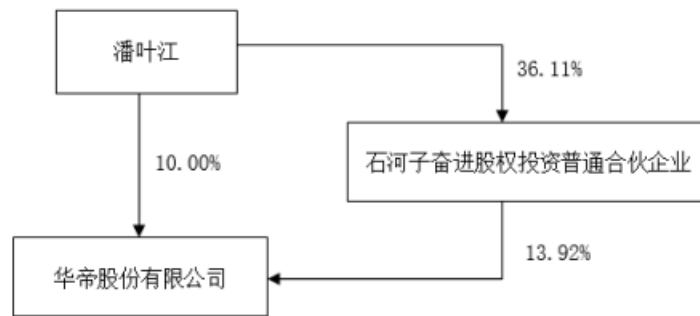 潘叶江
36.11%
石河子奋进股权投资普通合伙企业
10.00%
13.92%
华帝股份有限公司